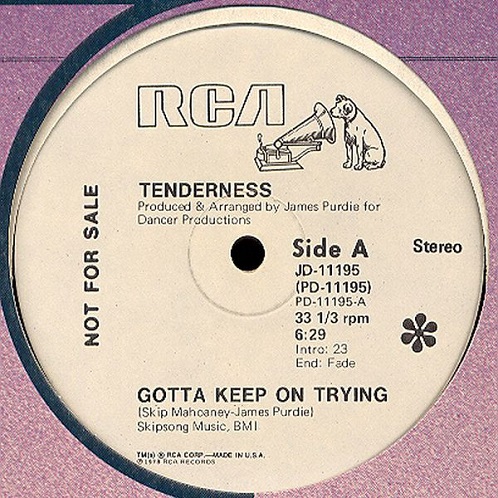 RCA
NOT FOR SALE
TENDERNESS
Produced & Arranged by James Purdie for
Dancer Productions
Side A
Stereo
JD-11195
(PD-11195)
PD-11195-A
33 1/3 rpm
6:29
Intro: 23
End: Fade
GOTTA KEEP ON TRYING
(Skip Mahoaney-James Purdie)
Skipsong Music, BMI
TM(s) ® RCA CORP.—MADE IN U.S.A.
℗ 1978 RCA RECORDS